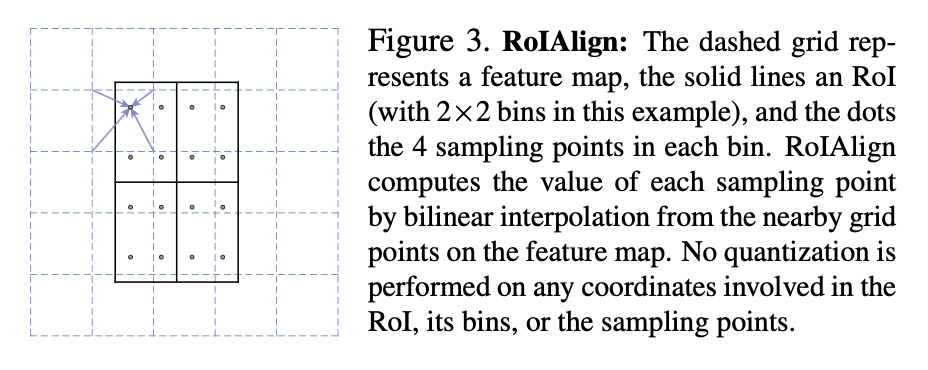 Figure 3. RoIAlign: The dashed grid rep-
resents a feature map, the solid lines an RoI
(with 2×2 bins in this example), and the dots
the 4 sampling points in each bin. RoIAlign
computes the value of each sampling point
by bilinear interpolation from the nearby grid
points on the feature map. No quantization is
performed on any coordinates involved in the
RoI, its bins, or the sampling points.